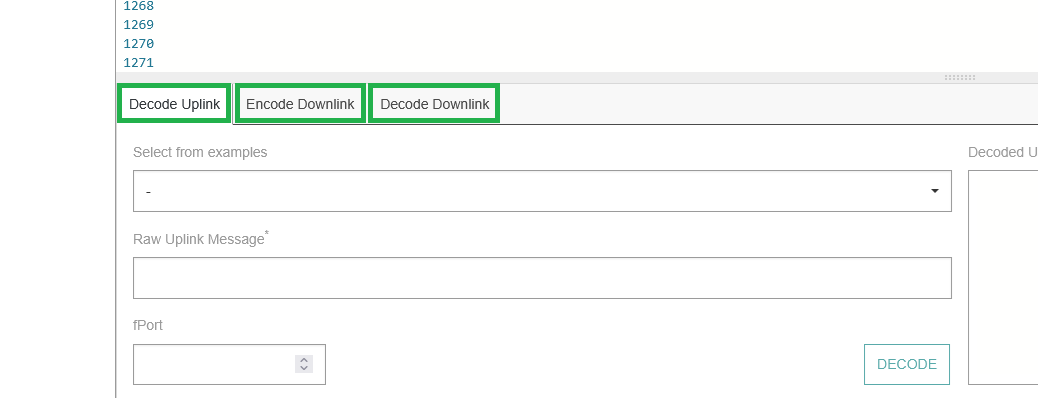 1268
1269
1270
1271
Decode Uplink Encode Downlink Decode Downlink
Select from examples Decoded U
-
Raw Uplink Message*
fPort
DECODE